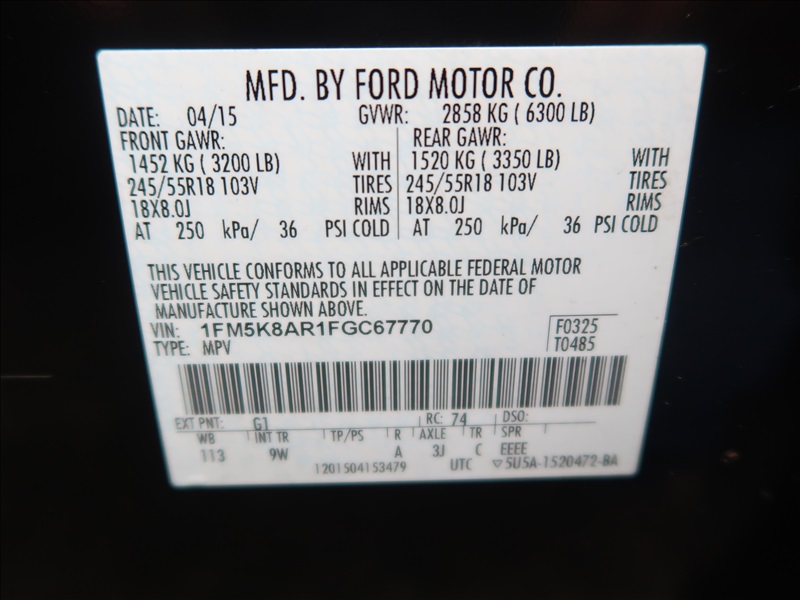 MFD. BY FORD MOTOR CO.
DATE: 04/15 GVWR: 2858 KG ( 6300 LB)
FRONT GAWR: REAR GAWR:
1452 KG ( 3200 LB) WITH 1520 KG ( 3350 LB) WITH
245/55R18 103V TIRES 245/55R18 103V TIRES
18X8.0J RIMS 18X8.0J RIMS
AT 250 kPa/ 36 PSI COLD AT 250 kPa/ 36 PSI COLD
THIS VEHICLE CONFORMS TO ALL APPLICABLE FEDERAL MOTOR
VEHICLE SAFETY STANDARDS IN EFFECT ON THE DATE OF
MANUFACTURE SHOWN ABOVE.
VIN: 1FM5K8AR1FGC67770 F0325
TYPE: MPV T0485
EXT PNT: G1 RC: 74 DSO:
WB INT TR TP/PS R AXLE TR SPR
113 9W A 3J C EEEE
1201504153479 UTC ▽5U5A-1520472-BA